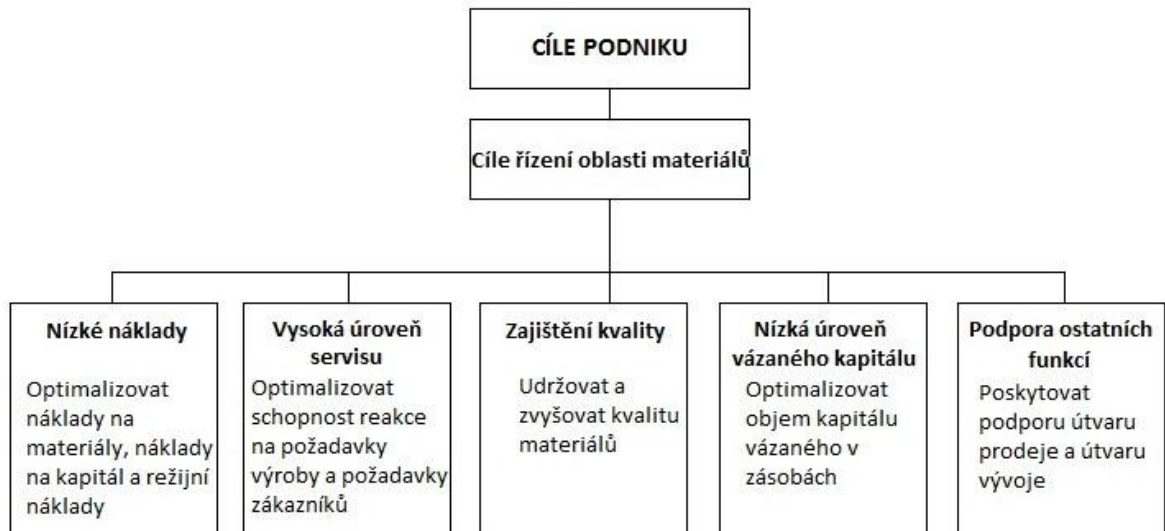 CÍLE PODNIKU
Cíle řízení oblasti materiálů
Nízké náklady
Optimalizovat
náklady na
materiály, náklady
na kapitál a režijní
náklady
Vysoká úroveň
servisu
Optimalizovat
schopnost reakce
na požadavky
výroby a požadavky
zákazníků
Zajištění kvality
Udržovat a
zvyšovat kvalitu
materiálů
Nízká úroveň
vázaného kapitálu
Optimalizovat
objem kapitálu
vázaného v
zásobách
Podpora ostatních
funkcí
Poskytovat
podporu útvaru
prodeje a útvaru
vývoje